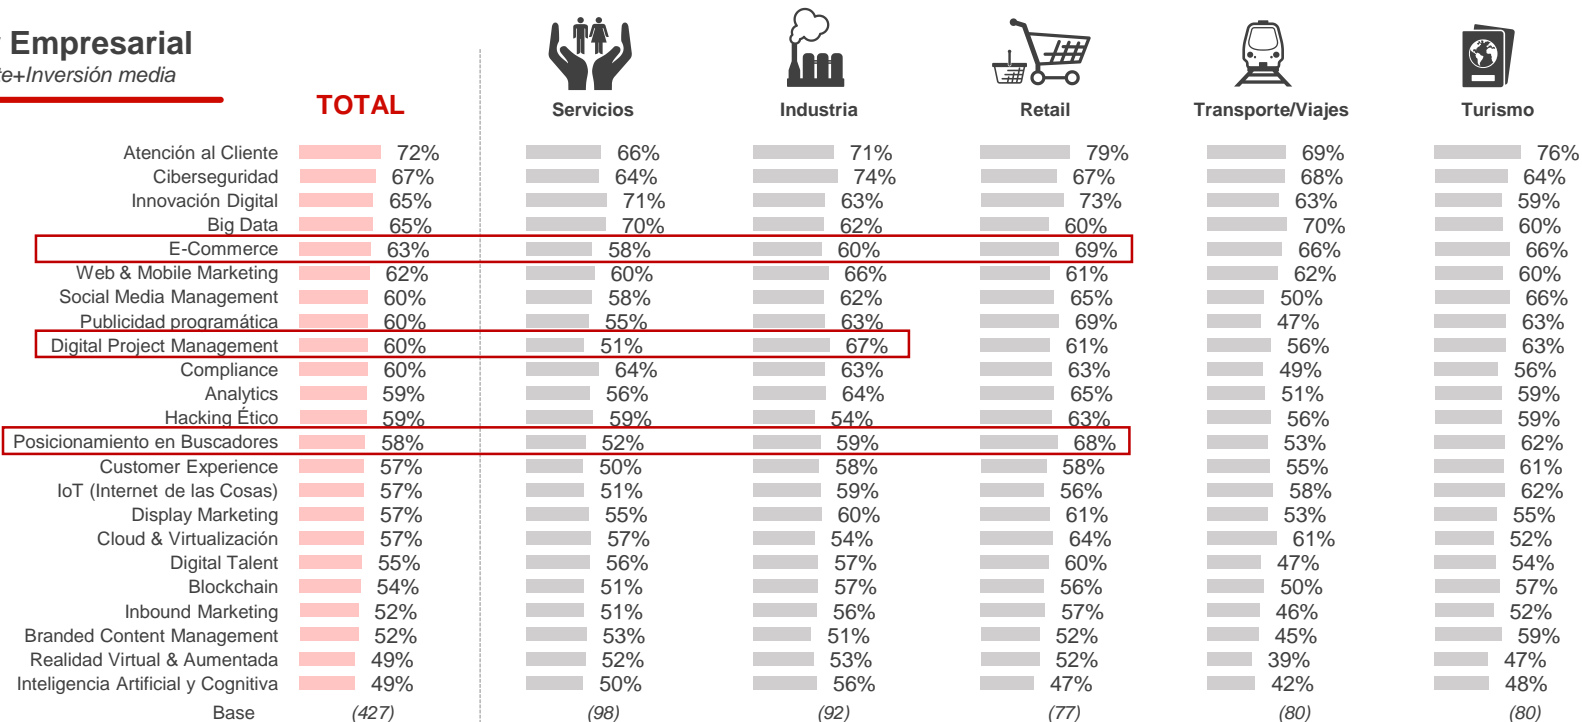 Empresarial
te+Inversión media
TOTAL Servicios Industria Retail Transporte/Viajes Turismo
Atención al Cliente 72% 66% 71% 79% 69% 76%
Ciberseguridad 67% 64% 74% 67% 68% 64%
Innovación Digital 65% 71% 63% 73% 63% 59%
Big Data 65% 70% 62% 60% 70% 60%
E-Commerce 63% 58% 60% 69% 66% 66%
Web & Mobile Marketing 62% 60% 66% 61% 62% 60%
Social Media Management 60% 58% 62% 65% 50% 66%
Publicidad programática 60% 55% 63% 69% 47% 63%
Digital Project Management 60% 51% 67% 61% 56% 63%
Compliance 60% 64% 63% 63% 49% 56%
Analytics 59% 56% 64% 65% 51% 59%
Hacking Ético 59% 59% 54% 63% 56% 59%
Posicionamiento en Buscadores 58% 52% 59% 68% 53% 62%
Customer Experience 57% 50% 58% 58% 55% 61%
IoT (Internet de las Cosas) 57% 51% 59% 56% 58% 62%
Display Marketing 57% 55% 60% 61% 53% 55%
Cloud & Virtualización 57% 57% 54% 64% 61% 52%
Digital Talent 55% 56% 57% 60% 47% 54%
Blockchain 54% 51% 57% 56% 50% 57%
Inbound Marketing 52% 51% 56% 57% 46% 52%
Branded Content Management 52% 53% 51% 52% 45% 59%
Realidad Virtual & Aumentada 49% 52% 53% 52% 39% 47%
Inteligencia Artificial y Cognitiva 49% 50% 56% 47% 42% 48%
Base (427) (98) (92) (77) (80) (80)